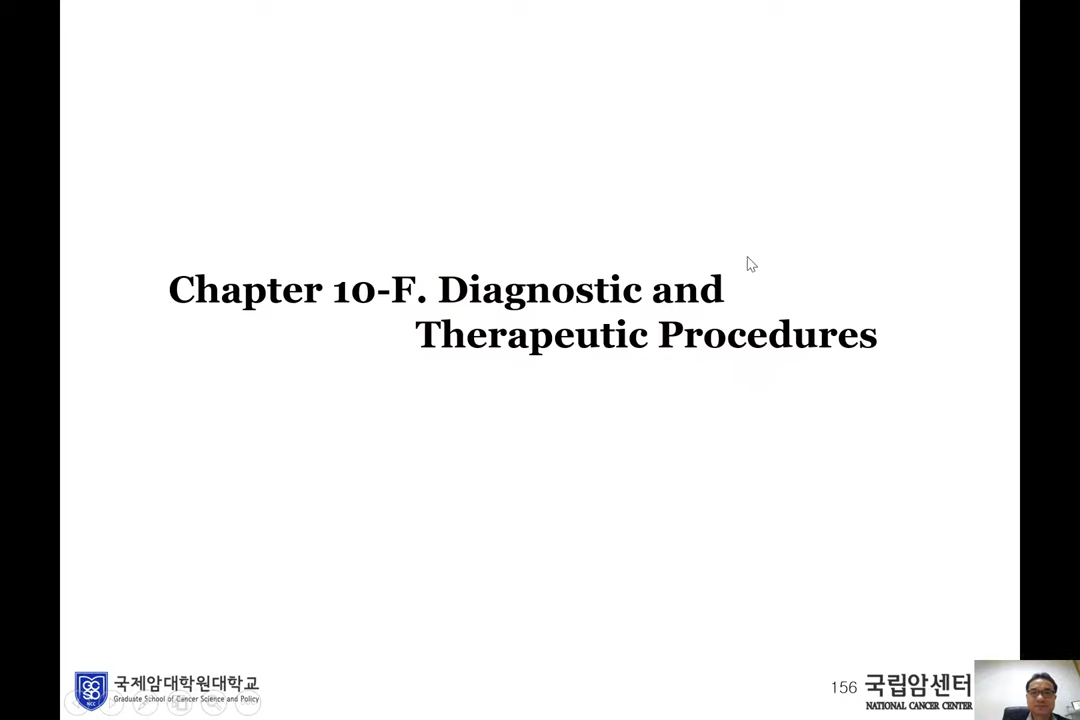 Chapter 10-F. Diagnostic and
Therapeutic Procedures
국제암대학원대학교
Graduate School of Cancer Science and Policy
NCC
156
국립암센터
NATIONAL CANCER CENTER